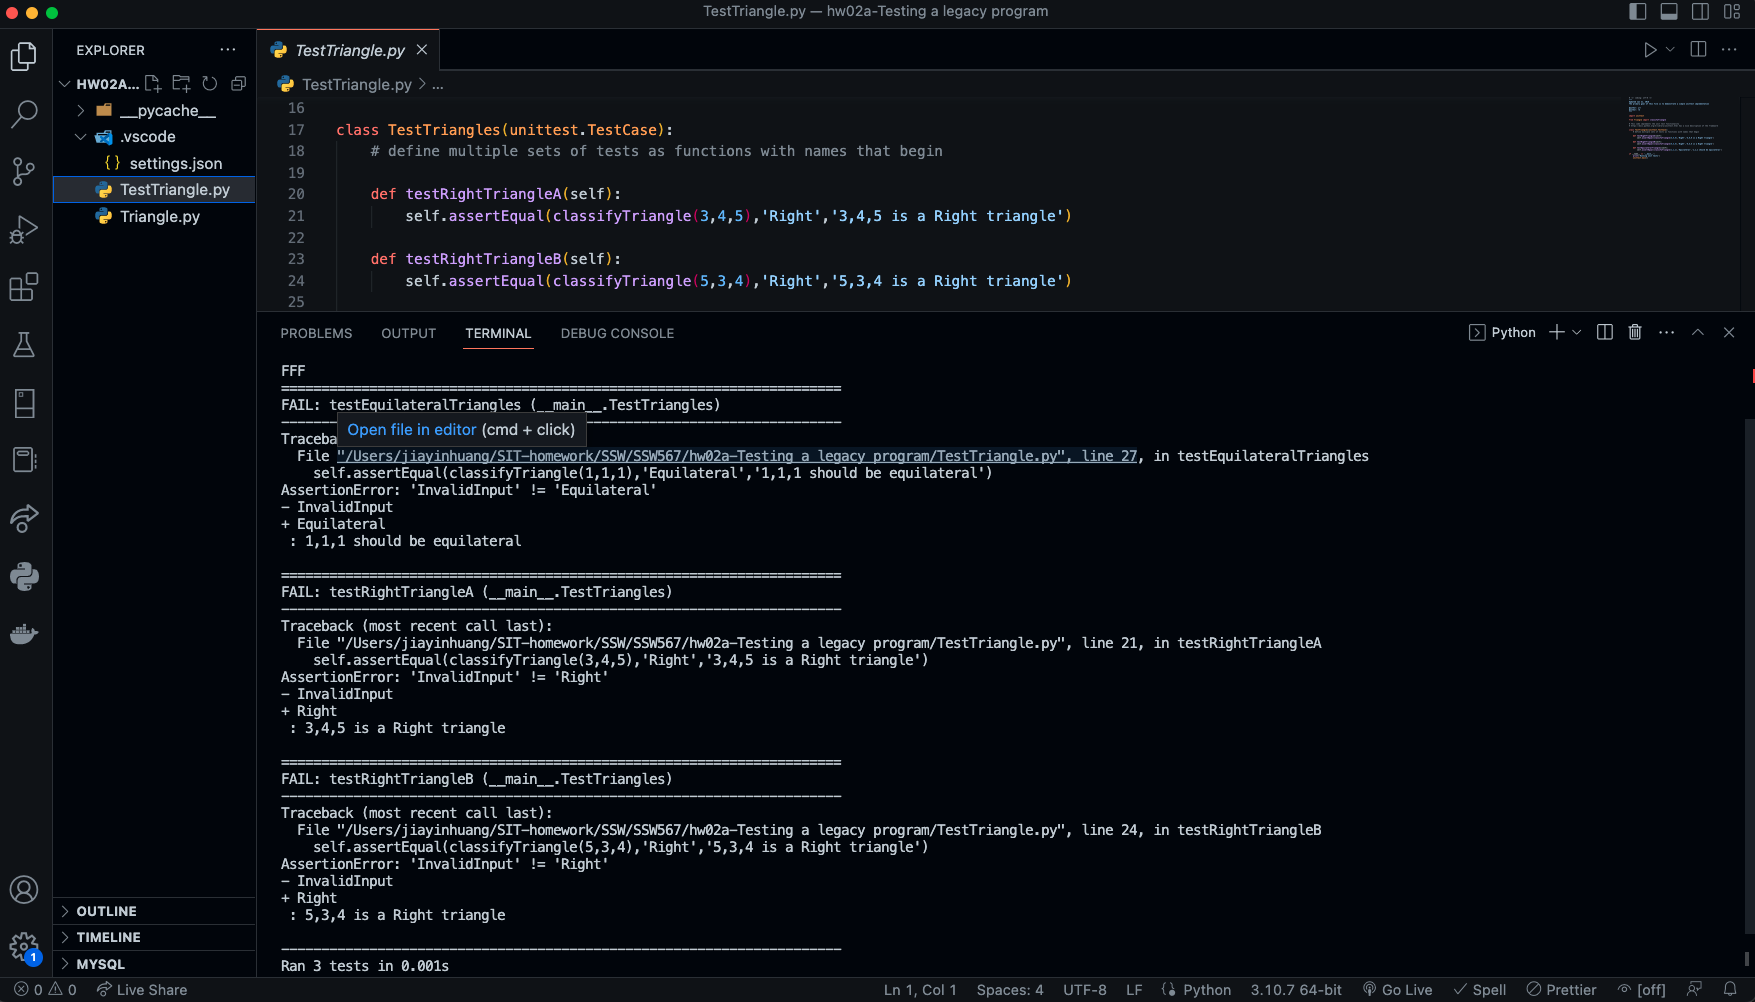 TestTriangle.py — hw02a-Testing a legacy program
EXPLORER
HW02A...
__pycache__
.vscode
{} settings.json
TestTriangle.py
Triangle.py
OUTLINE
TIMELINE
MYSQL
1
TestTriangle.py
TestTriangle.py > ...
16
17 class TestTriangles(unittest.TestCase):
18 # define multiple sets of tests as functions with names that begin
19
20 def testRightTriangleA(self):
21 self.assertEqual(classifyTriangle(3,4,5),'Right','3,4,5 is a Right triangle')
22
23 def testRightTriangleB(self):
24 self.assertEqual(classifyTriangle(5,3,4),'Right','5,3,4 is a Right triangle')
25
PROBLEMS OUTPUT TERMINAL DEBUG CONSOLE
Python
FFF
======================================================================
FAIL: testEquilateralTriangles (__main__.TestTriangles)
----------------------------------------------------------------------
Open file in editor (cmd + click)
Traceba
File "/Users/jiayinhuang/SIT-homework/SSW/SSW567/hw02a-Testing a legacy program/TestTriangle.py", line 27, in testEquilateralTriangles
self.assertEqual(classifyTriangle(1,1,1),'Equilateral','1,1,1 should be equilateral')
AssertionError: 'InvalidInput' != 'Equilateral'
- InvalidInput
+ Equilateral
: 1,1,1 should be equilateral
======================================================================
FAIL: testRightTriangleA (__main__.TestTriangles)
----------------------------------------------------------------------
Traceback (most recent call last):
File "/Users/jiayinhuang/SIT-homework/SSW/SSW567/hw02a-Testing a legacy program/TestTriangle.py", line 21, in testRightTriangleA
self.assertEqual(classifyTriangle(3,4,5),'Right','3,4,5 is a Right triangle')
AssertionError: 'InvalidInput' != 'Right'
- InvalidInput
+ Right
: 3,4,5 is a Right triangle
======================================================================
FAIL: testRightTriangleB (__main__.TestTriangles)
----------------------------------------------------------------------
Traceback (most recent call last):
File "/Users/jiayinhuang/SIT-homework/SSW/SSW567/hw02a-Testing a legacy program/TestTriangle.py", line 24, in testRightTriangleB
self.assertEqual(classifyTriangle(5,3,4),'Right','5,3,4 is a Right triangle')
AssertionError: 'InvalidInput' != 'Right'
- InvalidInput
+ Right
: 5,3,4 is a Right triangle
----------------------------------------------------------------------
Ran 3 tests in 0.001s
0 0 Live Share Ln 1, Col 1 Spaces: 4 UTF-8 LF Python 3.10.7 64-bit Go Live Spell Prettier [off]